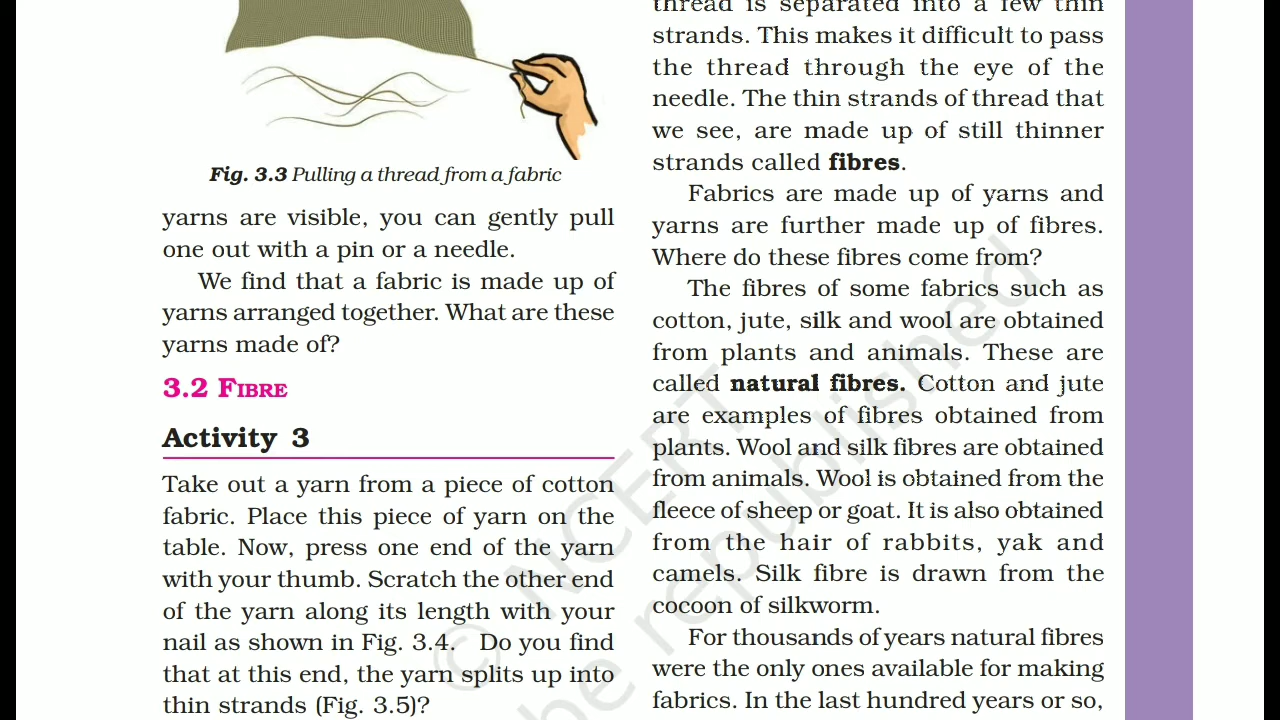 Fig. 3.3 Pulling a thread from a fabric
yarns are visible, you can gently pull
one out with a pin or a needle.
We find that a fabric is made up of
yarns arranged together. What are these
yarns made of?
3.2 FIBRE
Activity 3
Take out a yarn from a piece of cotton
fabric. Place this piece of yarn on the
table. Now, press one end of the yarn
with your thumb. Scratch the other end
of the yarn along its length with your
nail as shown in Fig. 3.4. Do you find
that at this end, the yarn splits up into
thin strands (Fig. 3.5)?
thread is separated into a few thin
strands. This makes it difficult to pass
the thread through the eye of the
needle. The thin strands of thread that
we see, are made up of still thinner
strands called fibres.
Fabrics are made up of yarns and
yarns are further made up of fibres.
Where do these fibres come from?
The fibres of some fabrics such as
cotton, jute, silk and wool are obtained
from plants and animals. These are
called natural fibres. Cotton and jute
are examples of fibres obtained from
plants. Wool and silk fibres are obtained
from animals. Wool is obtained from the
fleece of sheep or goat. It is also obtained
from the hair of rabbits, yak and
camels. Silk fibre is drawn from the
cocoon of silkworm.
For thousands of years natural fibres
were the only ones available for making
fabrics. In the last hundred years or so,
© NCERT
be republished